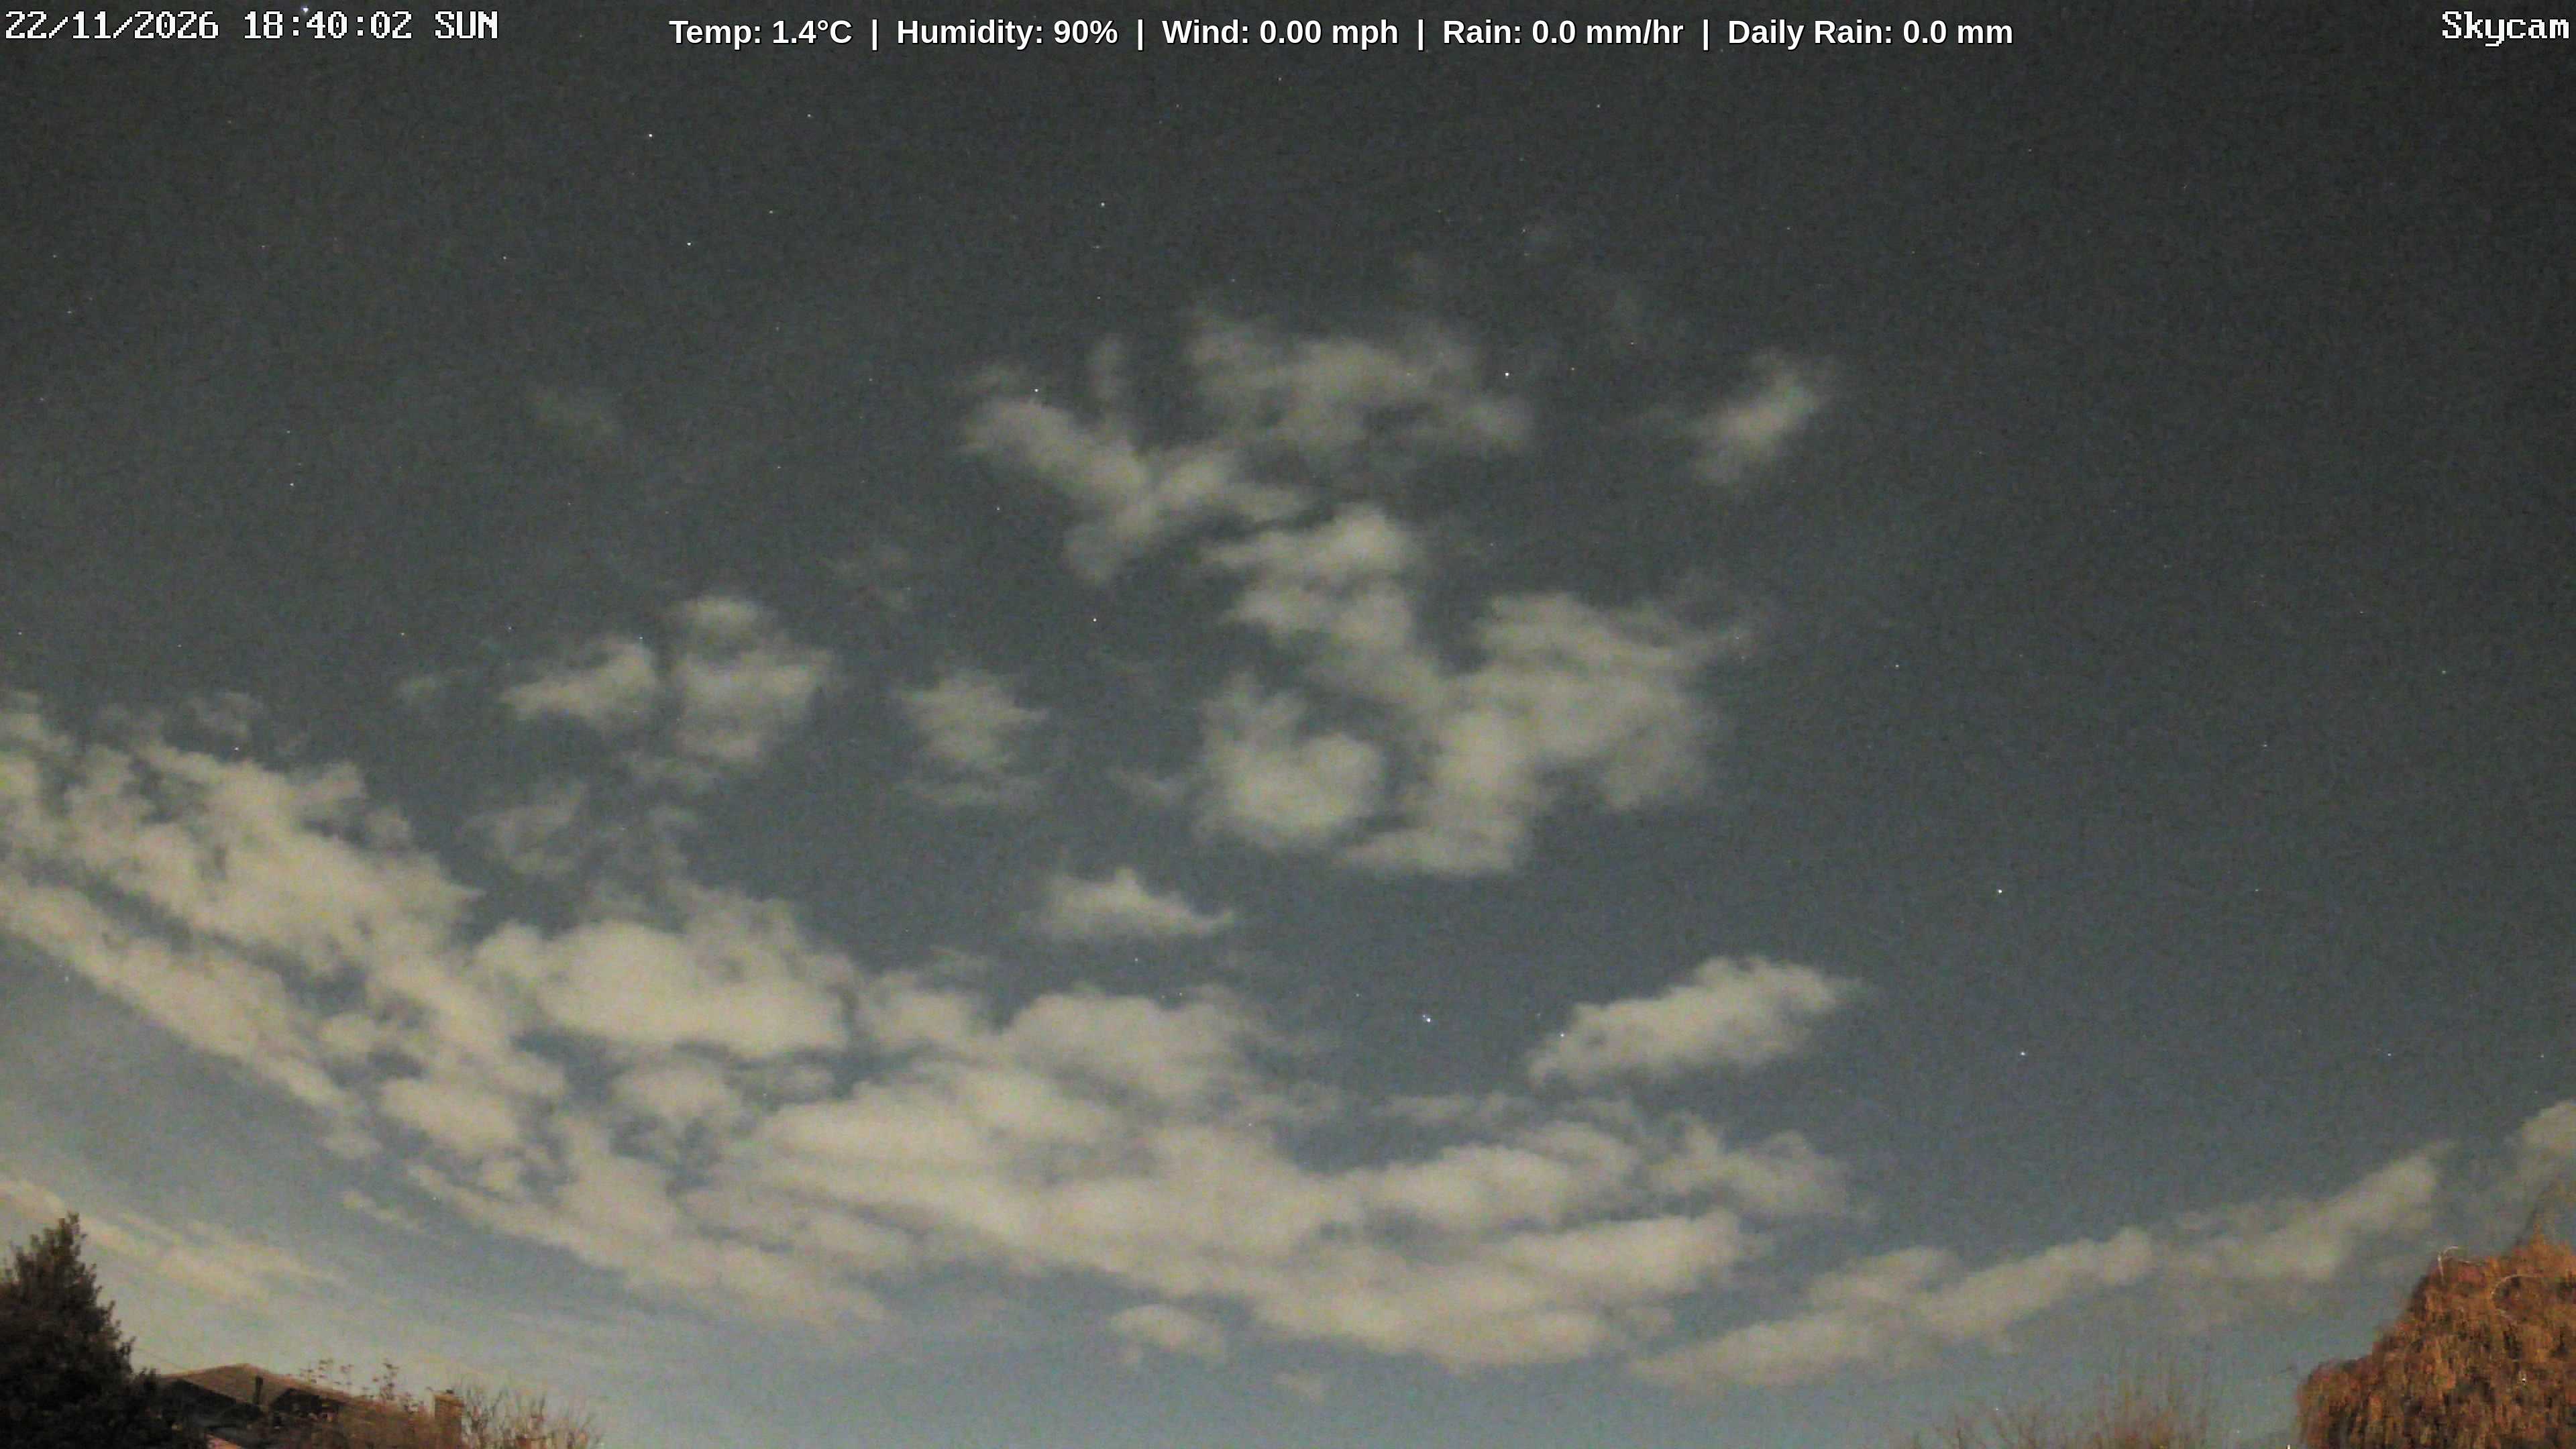 22/11/2026 18:40:02 SUN
Temp: 1.4°C | Humidity: 90% | Wind: 0.00 mph | Rain: 0.0 mm/hr | Daily Rain: 0.0 mm
Skycam